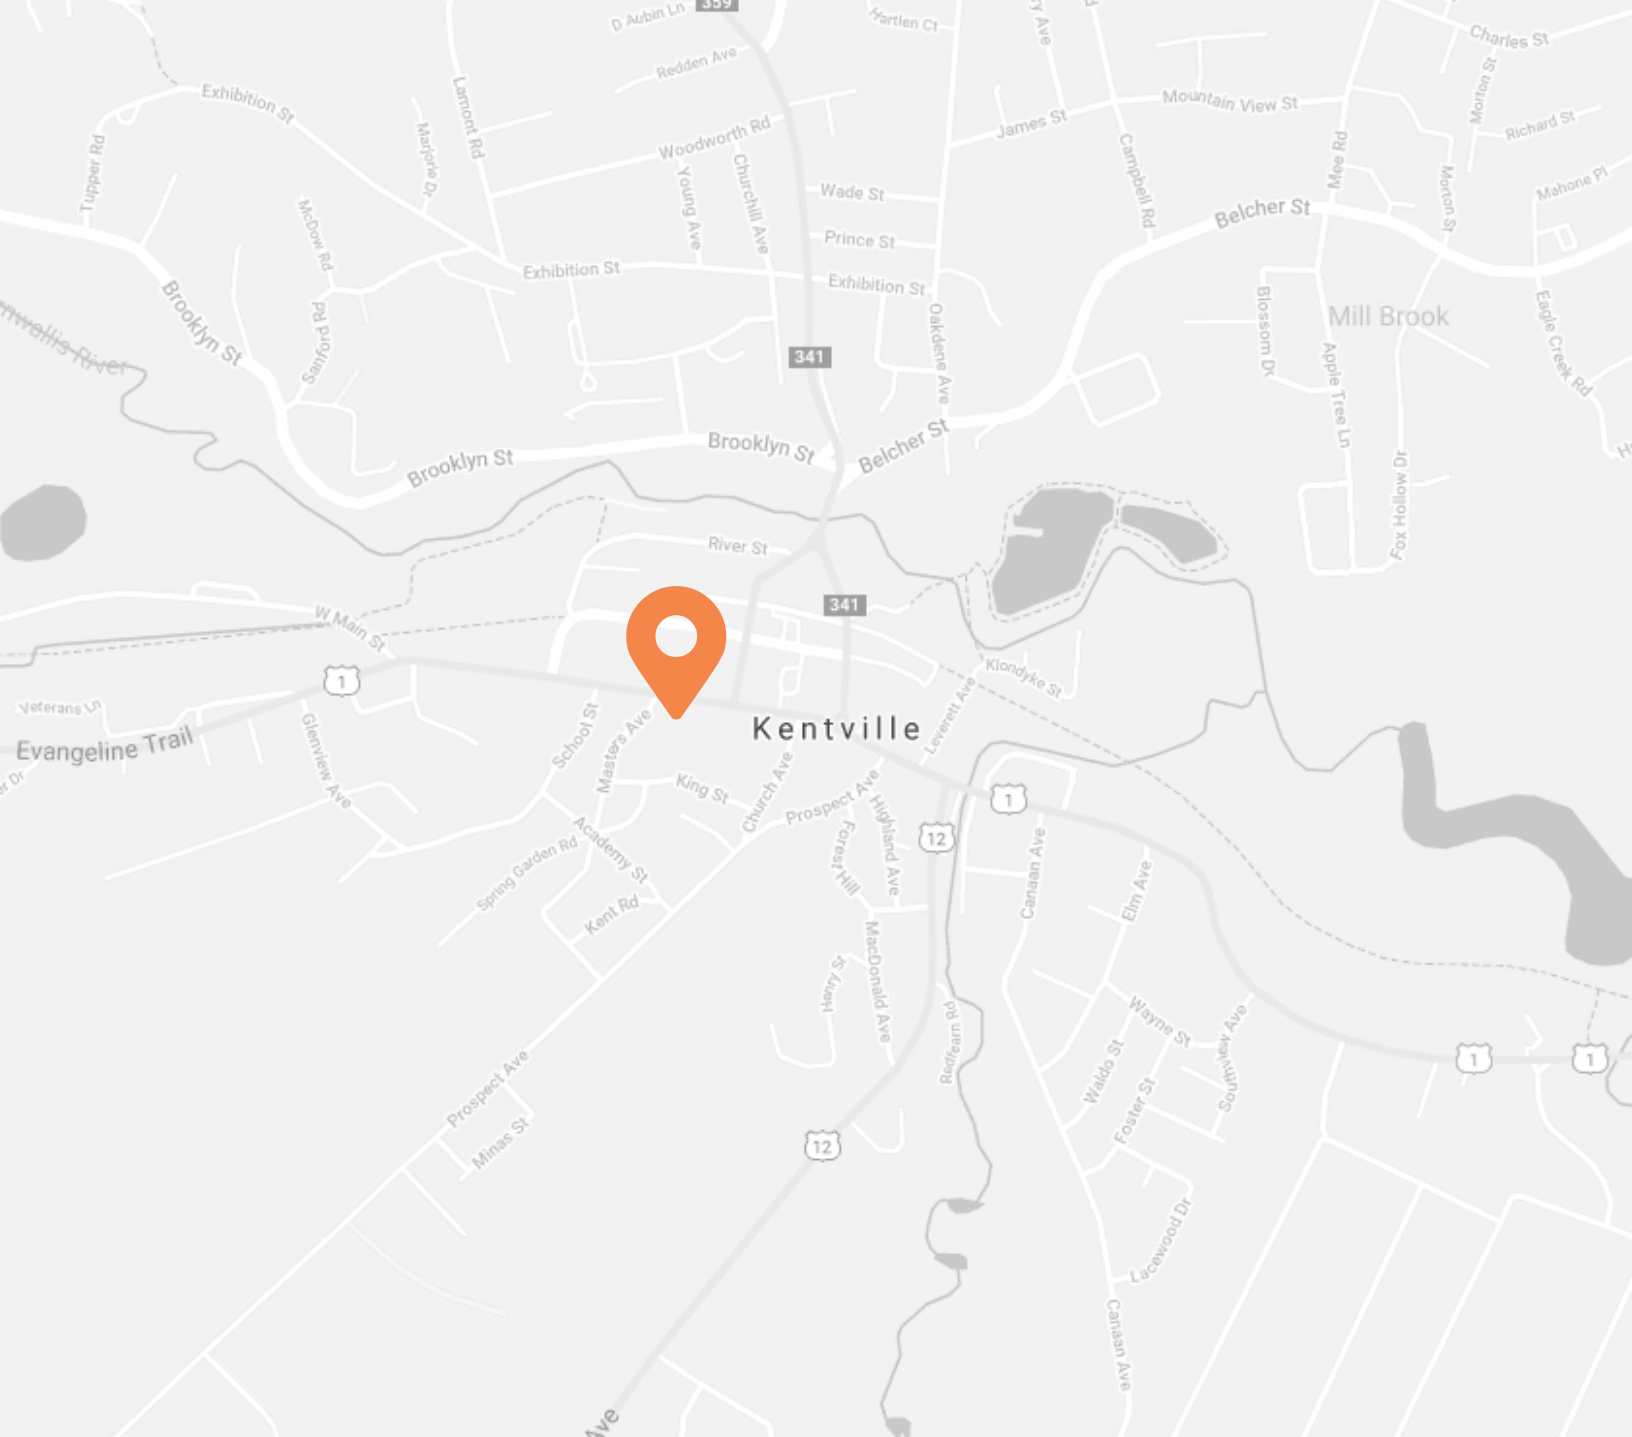 359
D Aubin Ln
Hartlen Ct
Charles St
Redden Ave
Exhibition St
Lamont Rd
Mountain View St
Morton St
James St
Richard St
Woodworth Rd
Marjorie Dr
Tupper Rd
Young Ave
Churchill Ave
Campbell Rd
Mee Rd
Wade St
Mahone Pl
Morton St
Belcher St
McDow Rd
Prince St
Exhibition St
Exhibition St
Brooklyn St
Sanford Rd
Oakdene Ave
Blossom Dr
Mill Brook
Eagle Creek Rd
341
Apple Tree Ln
Brooklyn St
Belcher St
Brooklyn St
Fox Hollow Dr
River St
341
W Main St
1
Klondyke St
Veterans Ln
Evangeline Trail
Glenview Ave
School St
Masters Ave
Kentville
Leverett Ave
King St
Church Ave
Prospect Ave
1
12
Highland Ave
Forest Hill
Academy St
Spring Garden Rd
Canaan Ave
Elm Ave
Kent Rd
MacDonald Ave
Henry St
Redfearn Rd
Wayne St
Southview Ave
Waldo St
1
1
Prospect Ave
Foster St
Minas St
12
Lacewood Dr
Canaan Ave
Ave